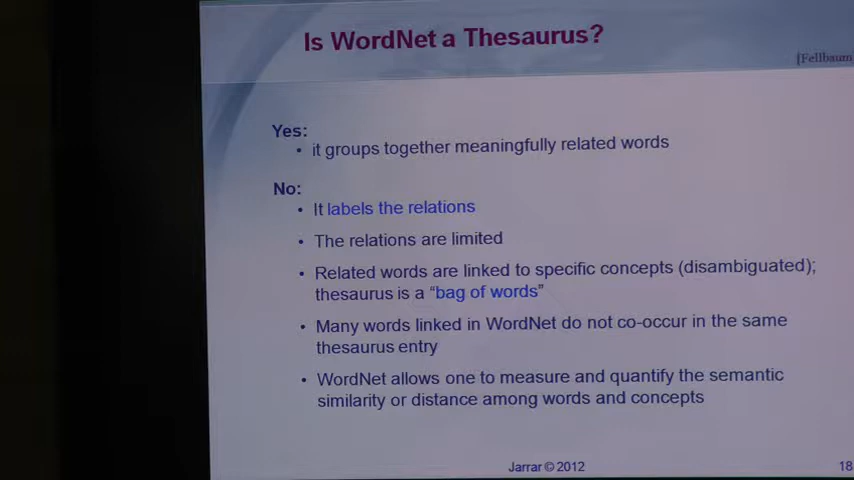 Is WordNet a Thesaurus?
[Fellbaum
Yes:
• it groups together meaningfully related words
No:
• It labels the relations
• The relations are limited
• Related words are linked to specific concepts (disambiguated);
thesaurus is a “bag of words”
• Many words linked in WordNet do not co-occur in the same
thesaurus entry
• WordNet allows one to measure and quantify the semantic
similarity or distance among words and concepts
Jarrar © 2012
18